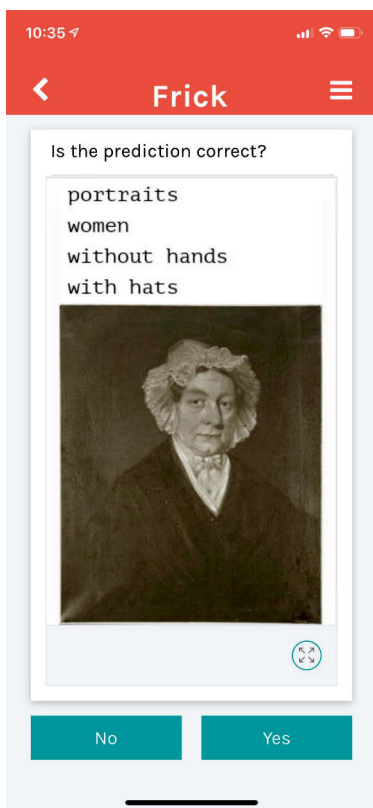 10:35
Frick
Is the prediction correct?
portraits
women
without hands
with hats
No
Yes